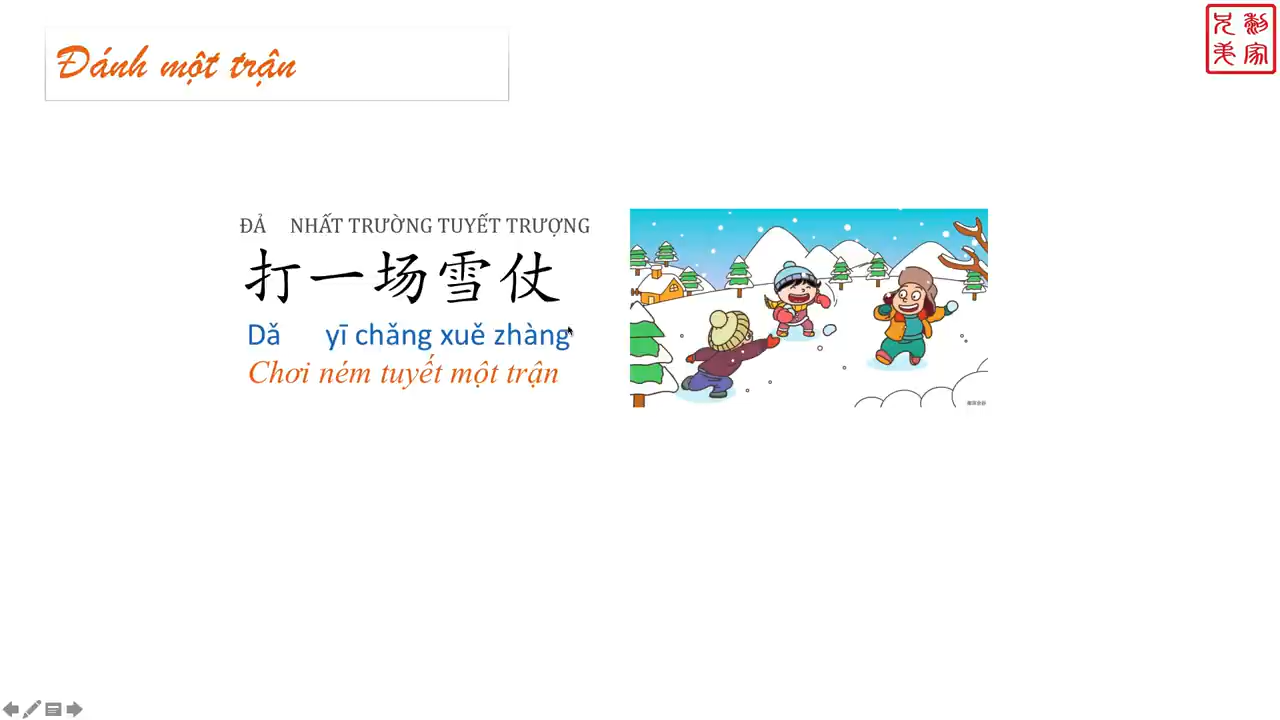 Đánh một trận
ĐẢ NHẤT TRƯỜNG TUYẾT TRƯỢNG
打一场雪仗
Dǎ yī chǎng xuě zhàng
Chơi ném tuyết một trận